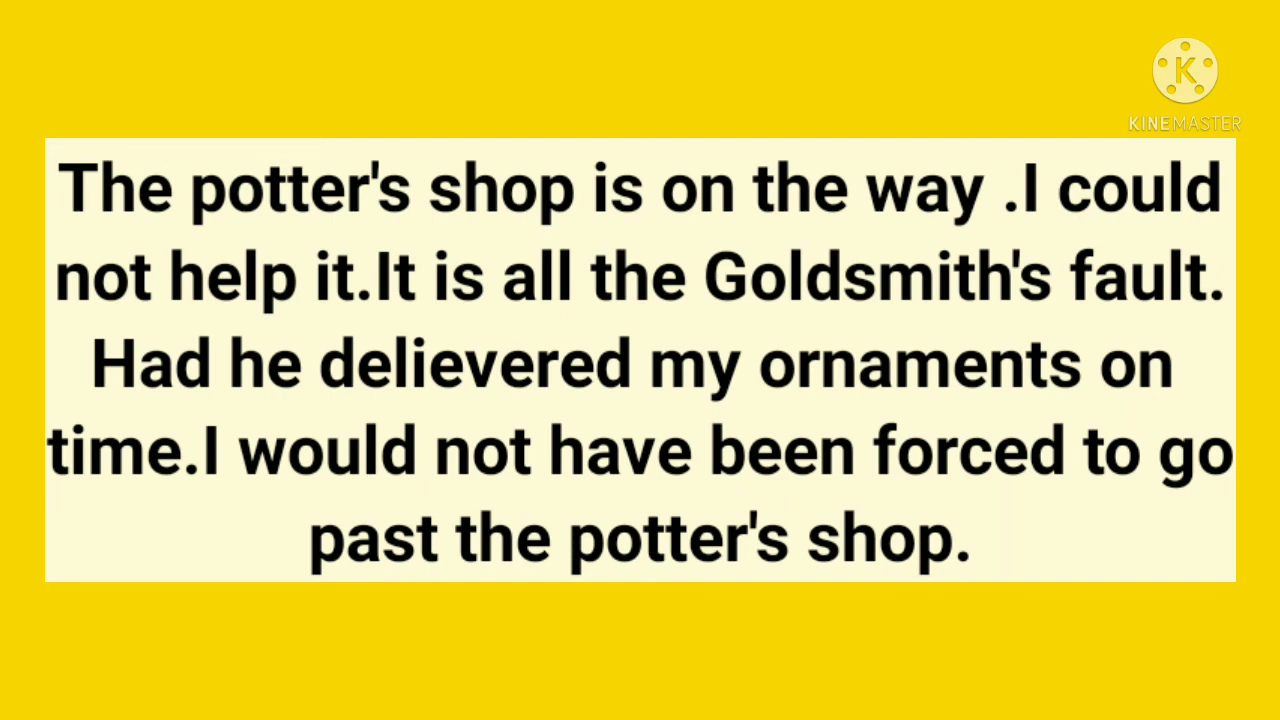 KINEMASTER
The potter's shop is on the way .I could
not help it.It is all the Goldsmith's fault.
Had he delievered my ornaments on
time.I would not have been forced to go
past the potter's shop.